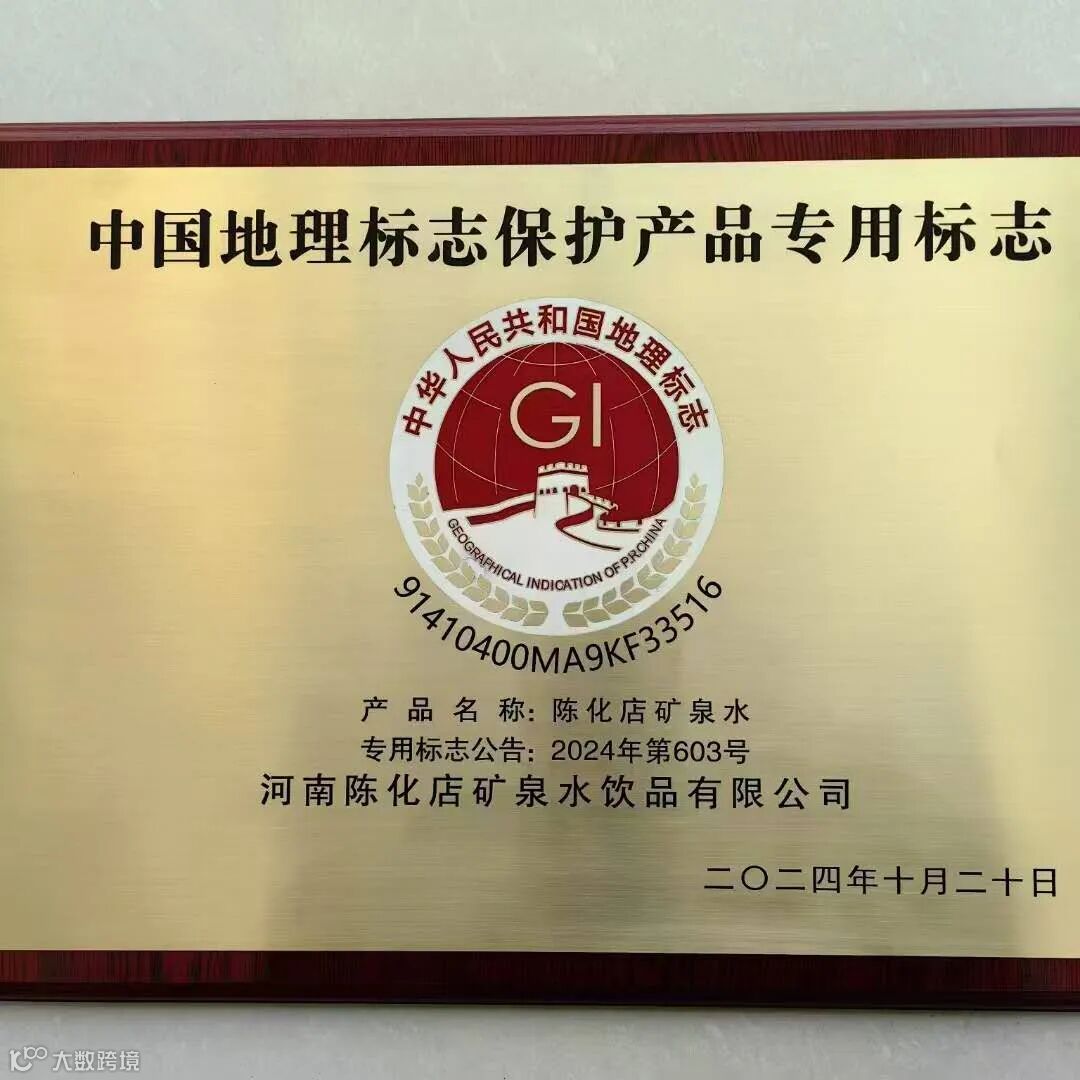 中国地理标志保护产品专用标志
中华人民共和国地理标志
GI
GEOGRAPHICAL INDICATION OF P.R.CHINA
91410400MA9KF33516
产品名称：陈化店矿泉水
专用标志公告：2024年第603号
河南陈化店矿泉水饮品有限公司
二〇二四年十月二十日
大数跨境